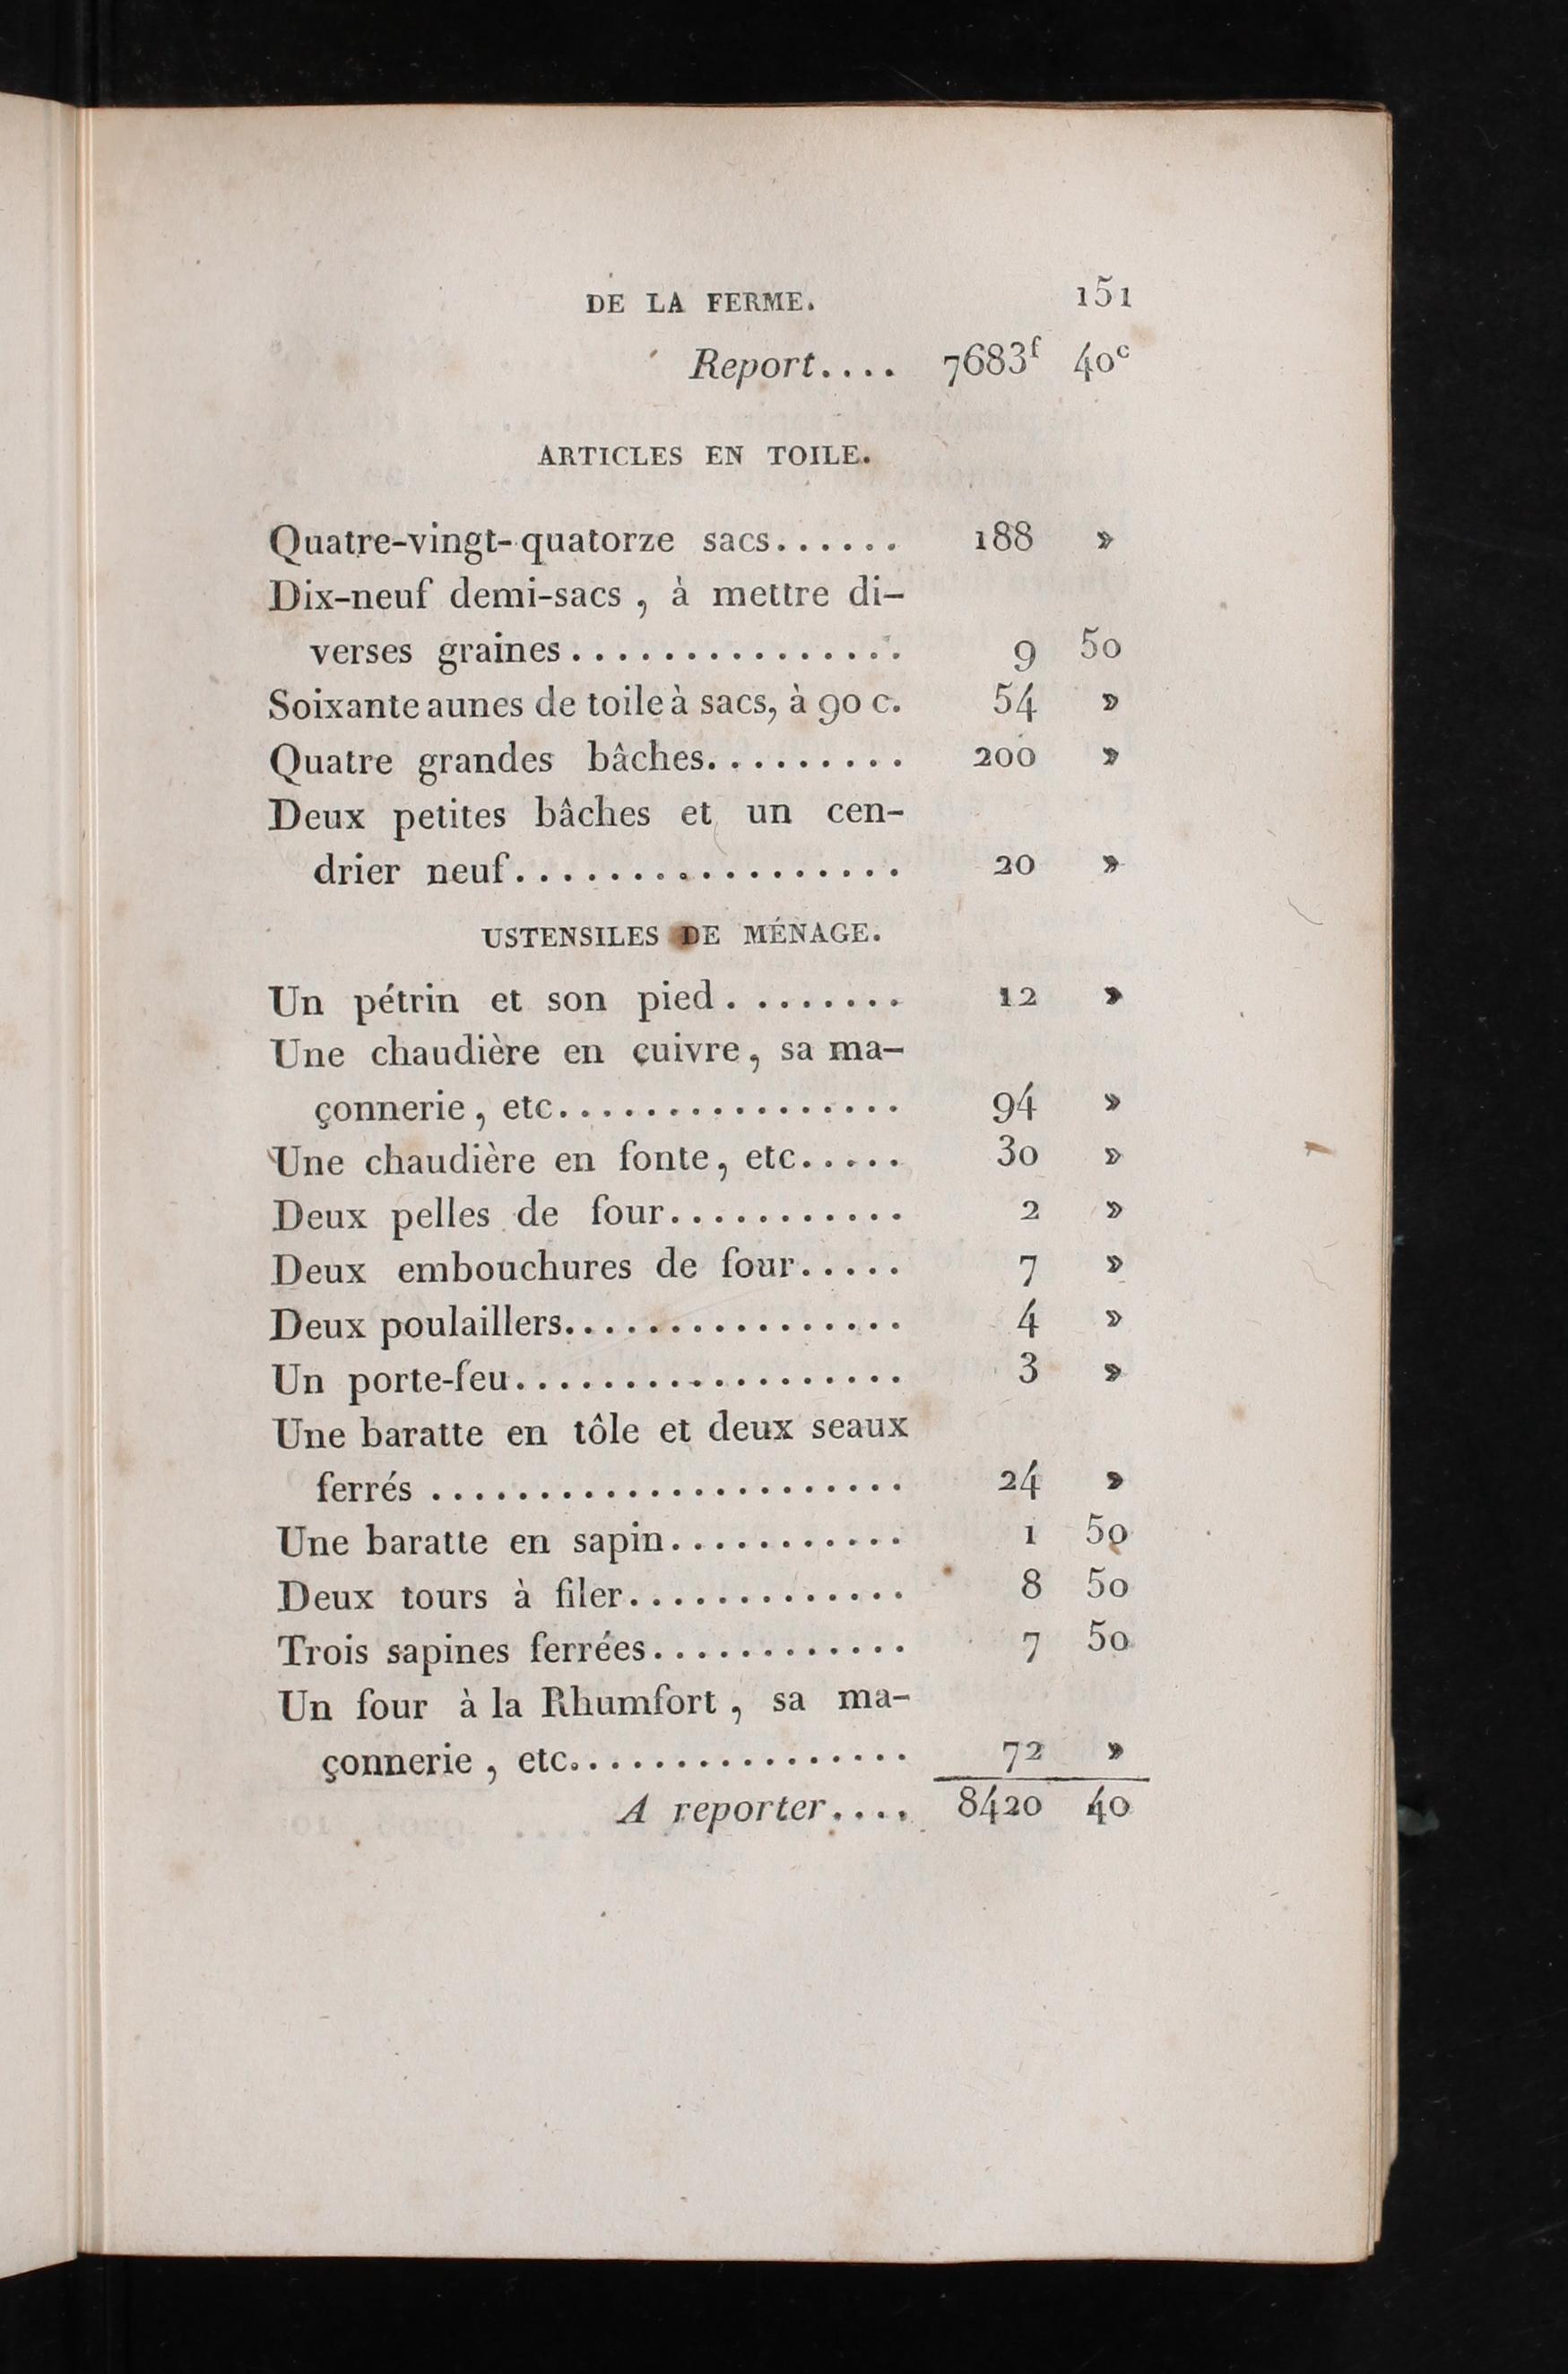 DE LA FERME. 151
Report.... 7683f 40c
ARTICLES EN TOILE.
Quatre-vingt-quatorze sacs...... 188 »
Dix-neuf demi-sacs , à mettre di-
verses graines............... 9 50
Soixante aunes de toile à sacs, à 90 c. 54 »
Quatre grandes bâches......... 200 »
Deux petites bâches et un cen-
drier neuf.................. 20 »
USTENSILES DE MÉNAGE.
Un pétrin et son pied........ 12 »
Une chaudière en cuivre, sa ma-
çonnerie, etc................ 94 »
Une chaudière en fonte, etc..... 30 »
Deux pelles de four........... 2 »
Deux embouchures de four..... 7 »
Deux poulaillers................ 4 »
Un porte-feu.................. 3 »
Une baratte en tôle et deux seaux
ferrés ...................... 24 »
Une baratte en sapin........... 1 50
Deux tours à filer............. 8 50
Trois sapines ferrées............ 7 50
Un four à la Rhumfort, sa ma-
çonnerie, etc................ 72 »
A reporter.... 8420 40